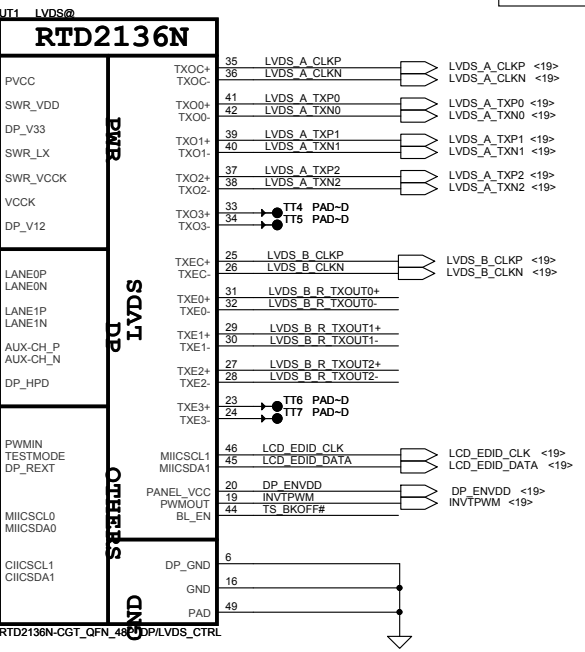 UT1 LVDS@
RTD2136N
PVCC
SWR_VDD
DP_V33
SWR_LX
SWR_VCCK
VCCK
DP_V12
PWR
LANE0P
LANE0N
LANE1P
LANE1N
AUX-CH_P
AUX-CH_N
DP_HPD
DP
LVDS
PWMIN
TESTMODE
DP_REXT
MIICSCL0
MIICSDA0
CIICSCL1
CIICSDA1
OTHERS
GND
TXOC+ 35 LVDS_A_CLKP LVDS_A_CLKP <19>
TXOC- 36 LVDS_A_CLKN LVDS_A_CLKN <19>
TXO0+ 41 LVDS_A_TXP0 LVDS_A_TXP0 <19>
TXO0- 42 LVDS_A_TXN0 LVDS_A_TXN0 <19>
TXO1+ 39 LVDS_A_TXP1 LVDS_A_TXP1 <19>
TXO1- 40 LVDS_A_TXN1 LVDS_A_TXN1 <19>
TXO2+ 37 LVDS_A_TXP2 LVDS_A_TXP2 <19>
TXO2- 38 LVDS_A_TXN2 LVDS_A_TXN2 <19>
TXO3+ 33 TT4 PAD~D
TXO3- 34 TT5 PAD~D
TXEC+ 25 LVDS_B_CLKP LVDS_B_CLKP <19>
TXEC- 26 LVDS_B_CLKN LVDS_B_CLKN <19>
TXE0+ 31 LVDS_B_R_TXOUT0+
TXE0- 32 LVDS_B_R_TXOUT0-
TXE1+ 29 LVDS_B_R_TXOUT1+
TXE1- 30 LVDS_B_R_TXOUT1-
TXE2+ 27 LVDS_B_R_TXOUT2+
TXE2- 28 LVDS_B_R_TXOUT2-
TXE3+ 23 TT6 PAD~D
TXE3- 24 TT7 PAD~D
MIICSCL1 46 LCD_EDID_CLK LCD_EDID_CLK <19>
MIICSDA1 45 LCD_EDID_DATA LCD_EDID_DATA <19>
PANEL_VCC 20 DP_ENVDD DP_ENVDD <19>
PWMOUT 19 INVTPWM INVTPWM <19>
BL_EN 44 TS_BKOFF#
DP_GND 6
GND 16
PAD 49
RTD2136N-CGT_QFN_48P DP/LVDS_CTRL